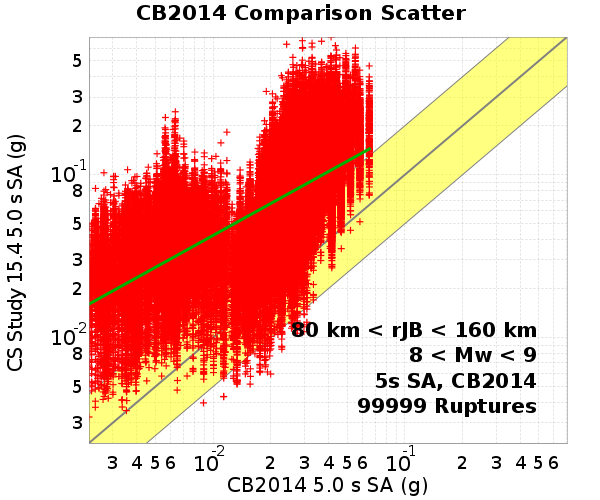 CB2014 Comparison Scatter
CS Study 15.4 5.0 s SA (g)
5
3
2
10^-1
8
5
3
2
10^-2
8
5
3
80 km < rJB < 160 km
8 < Mw < 9
5s SA, CB2014
99999 Ruptures
3 4 5 6 10^-2 2 3 4 5 6 10^-1 2 3 4 5 6
CB2014 5.0 s SA (g)